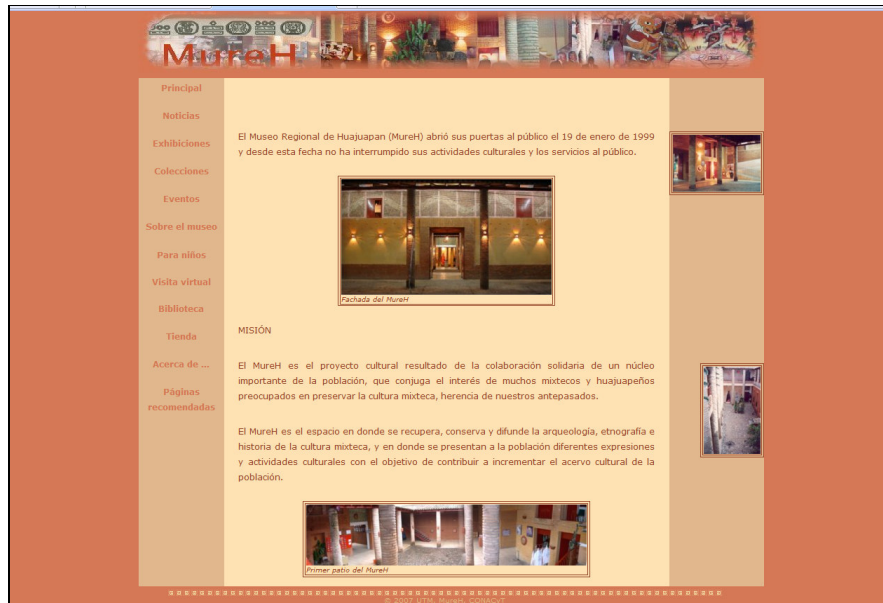 MureH
Principal
Noticias
Exhibiciones
Colecciones
Eventos
Sobre el museo
Para niños
Visita virtual
Biblioteca
Tienda
Acerca de ...
Páginas
recomendadas
El Museo Regional de Huajuapan (MureH) abrió sus puertas al público el 19 de enero de 1999
y desde esta fecha no ha interrumpido sus actividades culturales y los servicios al público.
Fachada del MureH
MISIÓN
El MureH es el proyecto cultural resultado de la colaboración solidaria de un núcleo
importante de la población, que conjuga el interés de muchos mixtecos y huajuapeños
preocupados en preservar la cultura mixteca, herencia de nuestros antepasados.
El MureH es el espacio en donde se recupera, conserva y difunde la arqueología, etnografía e
historia de la cultura mixteca, y en donde se presentan a la población diferentes expresiones
y actividades culturales con el objetivo de contribuir a incrementar el acervo cultural de la
población.
Primer patio del MureH
© 2007 UTM, MureH, CONACyT